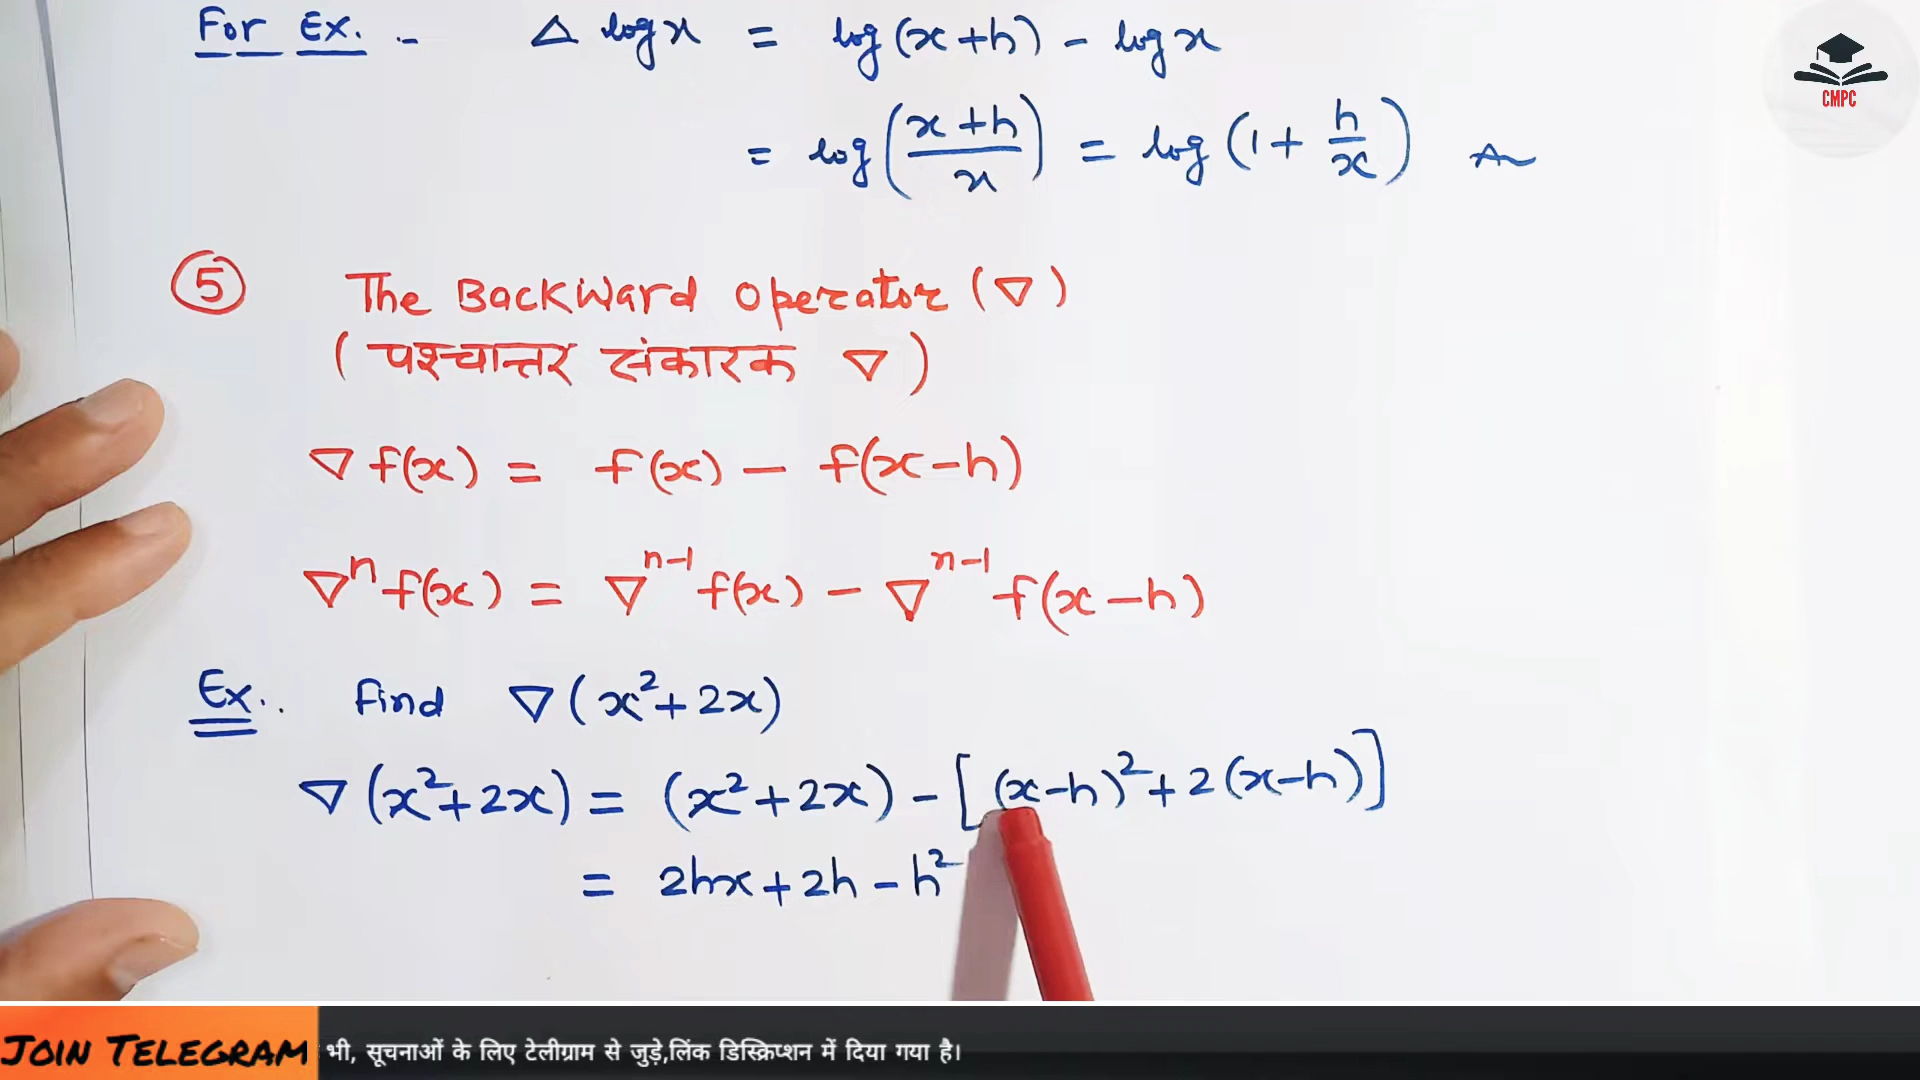 For Ex. :- Δ log x = log(x+h) - log x
CMPC
= log((x+h)/x) = log(1 + h/x)
⑤ The Backward Operator (∇)
(पश्चान्तर संकारक ∇)
∇ f(x) = f(x) - f(x-h)
∇ⁿ f(x) = ∇ⁿ⁻¹ f(x) - ∇ⁿ⁻¹ f(x-h)
Ex.. Find ∇(x²+2x)
∇(x²+2x) = (x²+2x) - [(x-h)²+2(x-h)]
= 2hx+2h-h²
JOIN TELEGRAM भी, सूचनाओं के लिए टेलीग्राम से जुड़े,लिंक डिस्क्रिप्शन में दिया गया है।